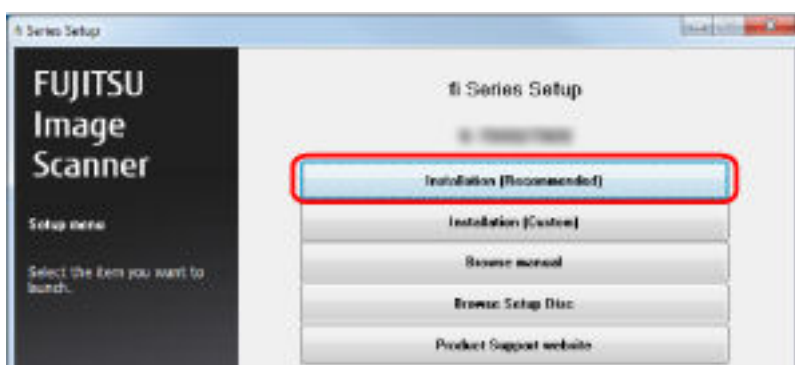 fi Series Setup
FUJITSU
Image
Scanner
Setup menu
Select the item you want to
launch.
fi Series Setup
Installation (Recommended)
Installation (Custom)
Browse manual
Browse Setup Disc
Product Support website